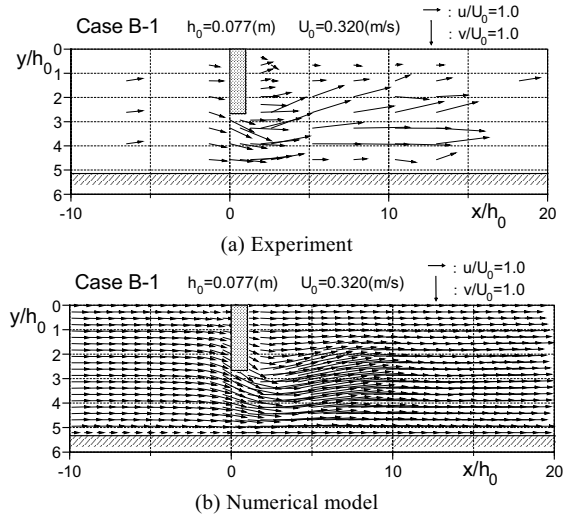 Case B-1 h₀=0.077(m) U₀=0.320(m/s) : u/U₀=1.0
: v/U₀=1.0
y/h₀
0
1
2
3
4
5
6
-10 0 10 20
x/h₀
(a) Experiment
Case B-1 h₀=0.077(m) U₀=0.320(m/s) : u/U₀=1.0
: v/U₀=1.0
y/h₀
0
1
2
3
4
5
6
-10 0 10 20
x/h₀
(b) Numerical model